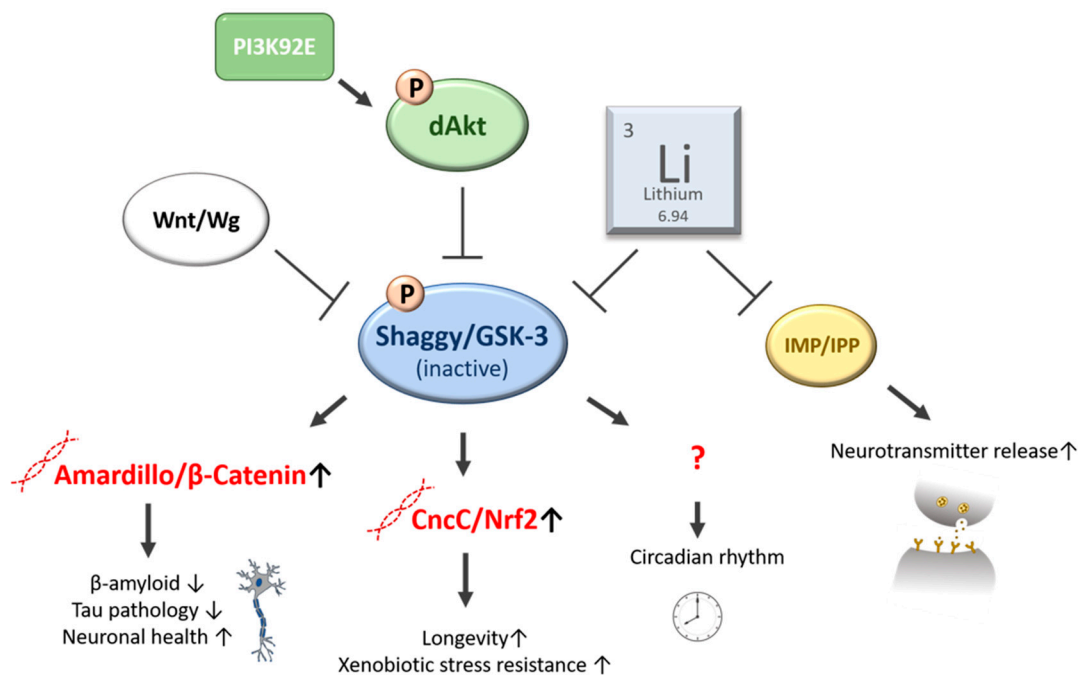 PI3K92E
P
dAkt
3
Li
Lithium
6.94
Wnt/Wg
P
Shaggy/GSK-3
(inactive)
IMP/IPP
Amardillo/β-Catenin↑
CncC/Nrf2↑
?
Neurotransmitter release↑
Circadian rhythm
β-amyloid ↓
Tau pathology ↓
Neuronal health ↑
Longevity↑
Xenobiotic stress resistance ↑